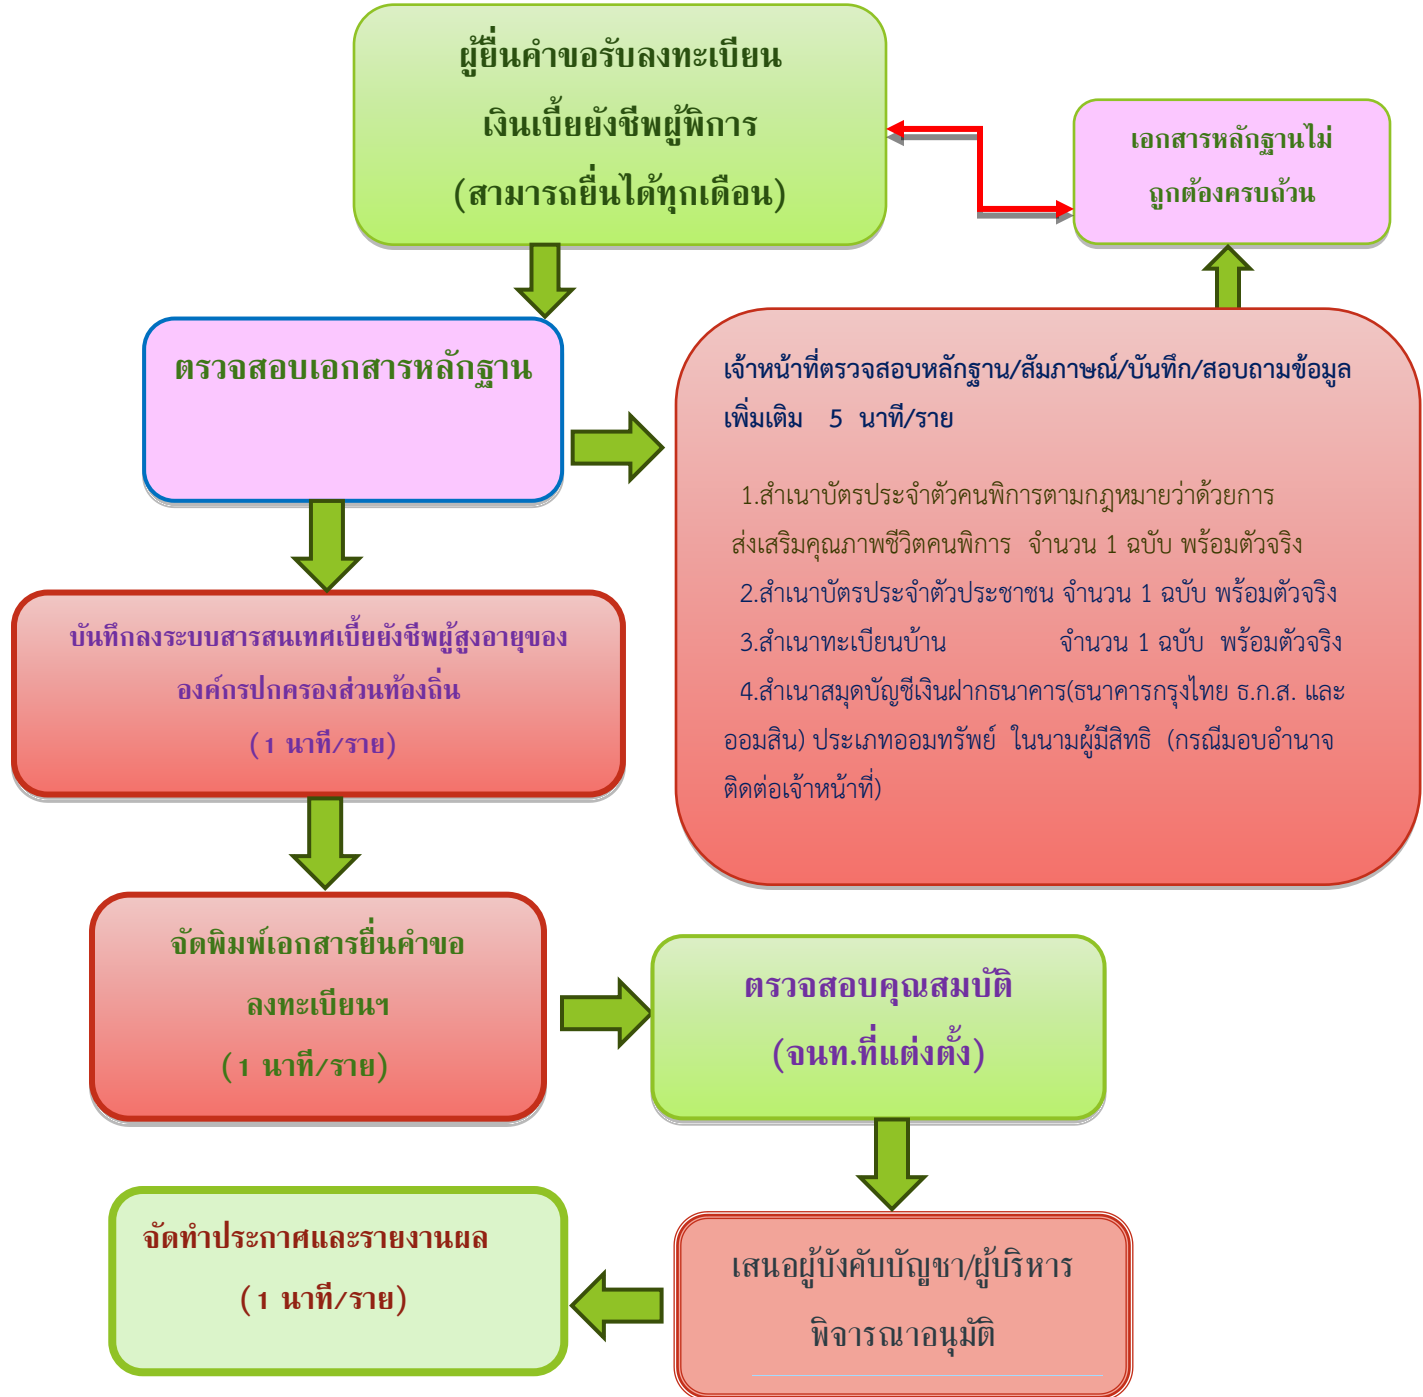 ผู้ยื่นคำขอรับลงทะเบียน
เงินเบี้ยยังชีพผู้พิการ
(สามารถยื่นได้ทุกเดือน)
เอกสารหลักฐานไม่
ถูกต้องครบถ้วน
ตรวจสอบเอกสารหลักฐาน
เจ้าหน้าที่ตรวจสอบหลักฐาน/สัมภาษณ์/บันทึก/สอบถามข้อมูล
เพิ่มเติม 5 นาที/ราย
1.สำเนาบัตรประจำตัวคนพิการตามกฎหมายว่าด้วยการ
ส่งเสริมคุณภาพชีวิตคนพิการ จำนวน 1 ฉบับ พร้อมตัวจริง
2.สำเนาบัตรประจำตัวประชาชน จำนวน 1 ฉบับ พร้อมตัวจริง
3.สำเนาทะเบียนบ้าน จำนวน 1 ฉบับ พร้อมตัวจริง
4.สำเนาสมุดบัญชีเงินฝากธนาคาร(ธนาคารกรุงไทย ธ.ก.ส. และ
ออมสิน) ประเภทออมทรัพย์ ในนามผู้มีสิทธิ (กรณีมอบอำนาจ
ติดต่อเจ้าหน้าที่)
บันทึกลงระบบสารสนเทศเบี้ยยังชีพผู้สูงอายุของ
องค์กรปกครองส่วนท้องถิ่น
(1 นาที/ราย)
จัดพิมพ์เอกสารยื่นคำขอ
ลงทะเบียนฯ
(1 นาที/ราย)
ตรวจสอบคุณสมบัติ
(จนท.ที่แต่งตั้ง)
เสนอผู้บังคับบัญชา/ผู้บริหาร
พิจารณาอนุมัติ
จัดทำประกาศและรายงานผล
(1 นาที/ราย)